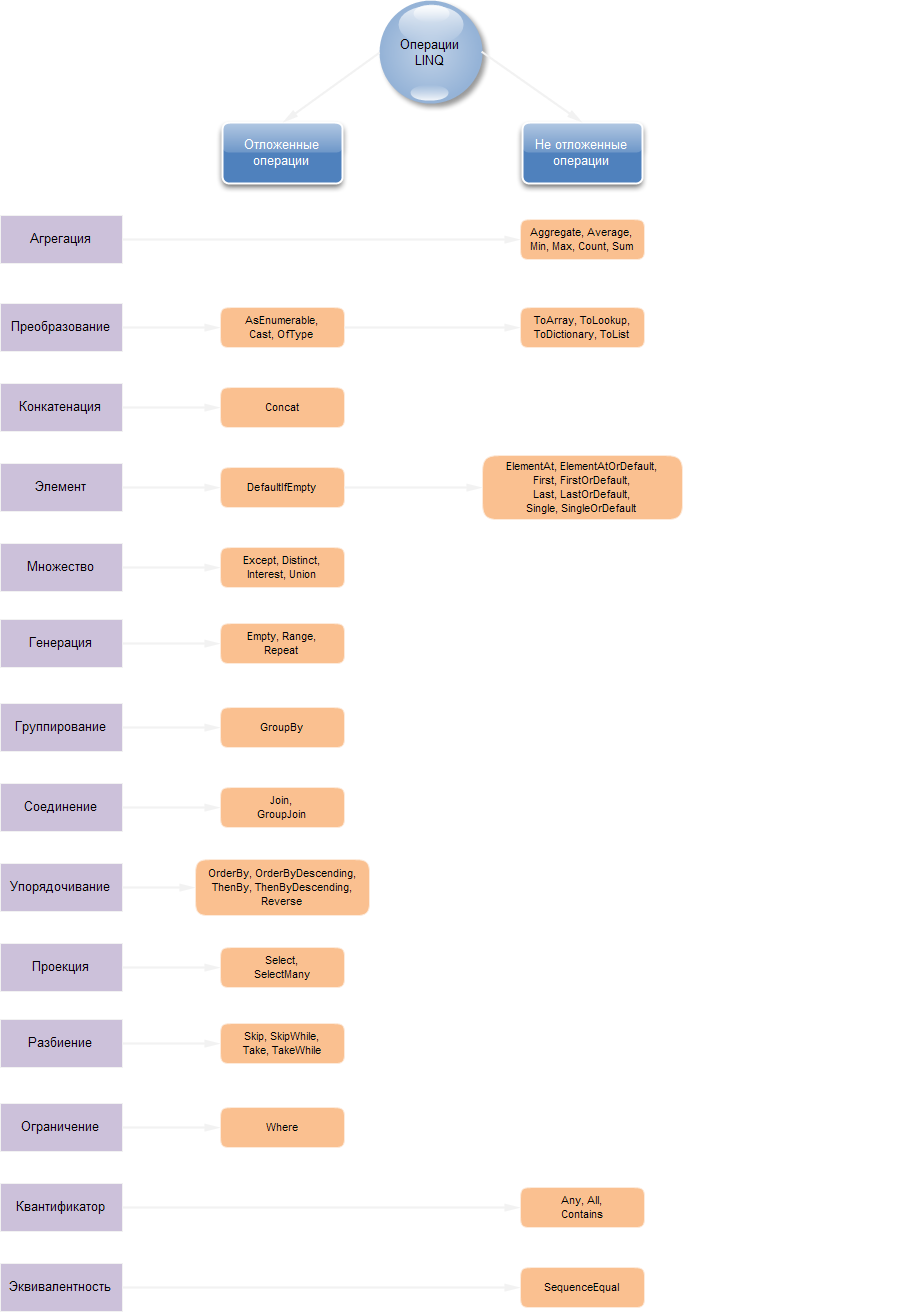 Операции
LINQ
Отложенные
операции
Не отложенные
операции
Агрегация
Aggregate, Average,
Min, Max, Count, Sum
Преобразование
AsEnumerable,
Cast, OfType
ToArray, ToLookup,
ToDictionary, ToList
Конкатенация
Concat
Элемент
DefaultIfEmpty
ElementAt, ElementAtOrDefault,
First, FirstOrDefault,
Last, LastOrDefault,
Single, SingleOrDefault
Множество
Except, Distinct,
Interest, Union
Генерация
Empty, Range,
Repeat
Группирование
GroupBy
Соединение
Join,
GroupJoin
Упорядочивание
OrderBy, OrderByDescending,
ThenBy, ThenByDescending,
Reverse
Проекция
Select,
SelectMany
Разбиение
Skip, SkipWhile,
Take, TakeWhile
Ограничение
Where
Квантификатор
Any, All,
Contains
Эквивалентность
SequenceEqual